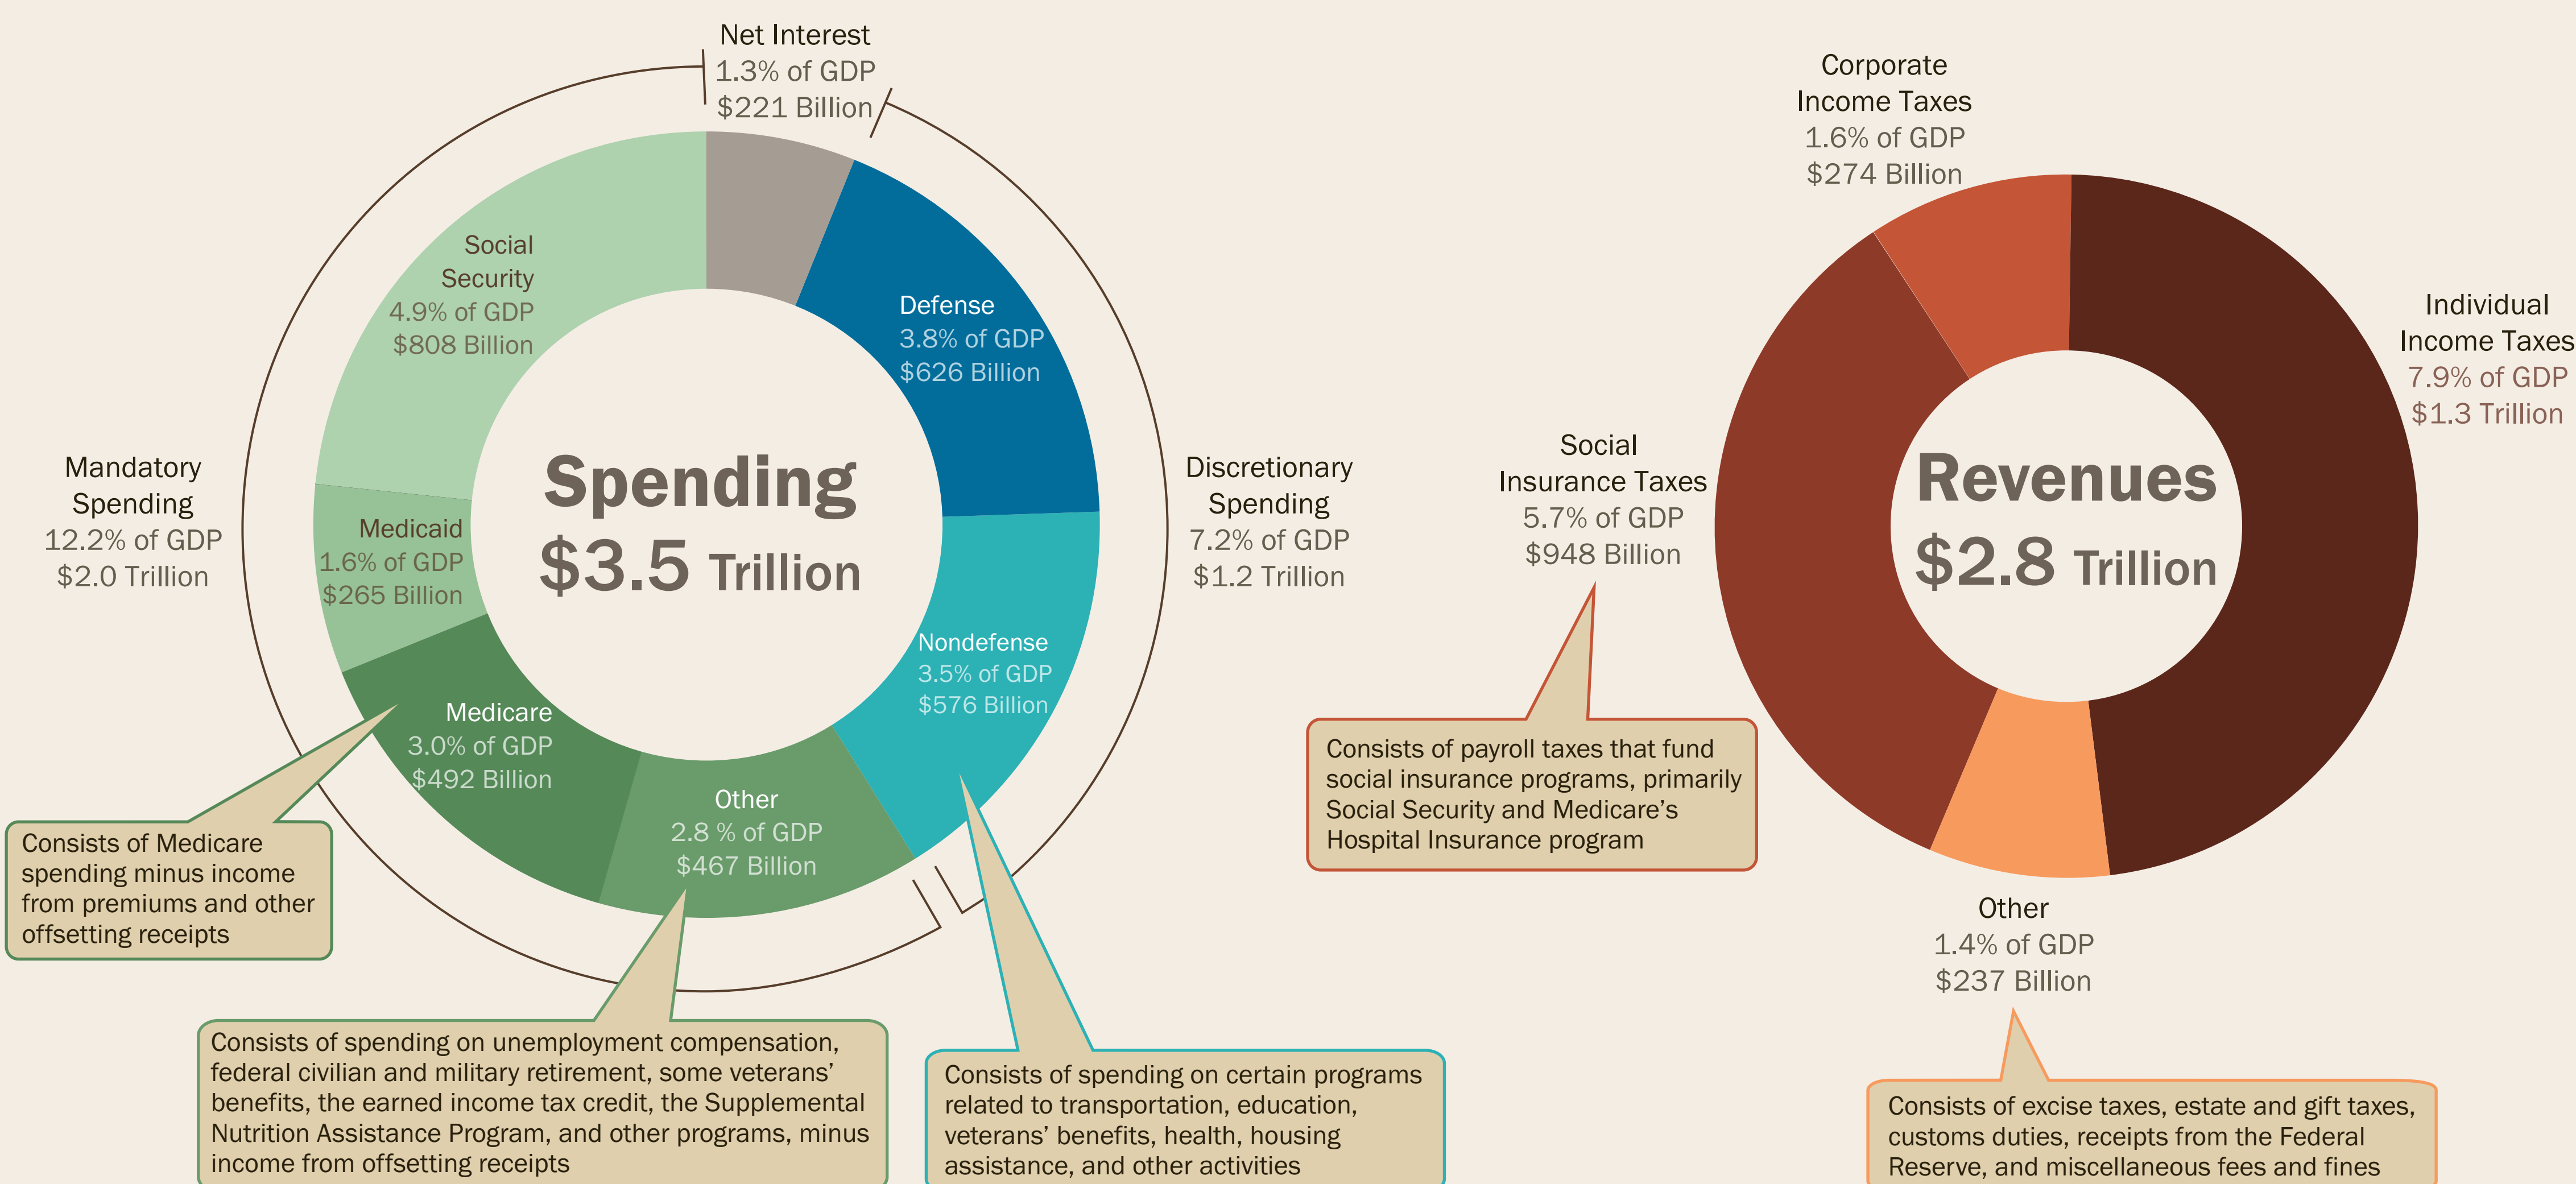 Net Interest
1.3% of GDP
$221 Billion
Social
Security
4.9% of GDP
$808 Billion
Defense
3.8% of GDP
$626 Billion
Mandatory
Spending
12.2% of GDP
$2.0 Trillion
Medicaid
1.6% of GDP
$265 Billion
Spending
$3.5 Trillion
Discretionary
Spending
7.2% of GDP
$1.2 Trillion
Nondefense
3.5% of GDP
$576 Billion
Medicare
3.0% of GDP
$492 Billion
Other
2.8 % of GDP
$467 Billion
Consists of Medicare
spending minus income
from premiums and other
offsetting receipts
Consists of spending on unemployment compensation,
federal civilian and military retirement, some veterans’
benefits, the earned income tax credit, the Supplemental
Nutrition Assistance Program, and other programs, minus
income from offsetting receipts
Consists of spending on certain programs
related to transportation, education,
veterans’ benefits, health, housing
assistance, and other activities
Corporate
Income Taxes
1.6% of GDP
$274 Billion
Individual
Income Taxes
7.9% of GDP
$1.3 Trillion
Social
Insurance Taxes
5.7% of GDP
$948 Billion
Revenues
$2.8 Trillion
Consists of payroll taxes that fund
social insurance programs, primarily
Social Security and Medicare’s
Hospital Insurance program
Other
1.4% of GDP
$237 Billion
Consists of excise taxes, estate and gift taxes,
customs duties, receipts from the Federal
Reserve, and miscellaneous fees and fines